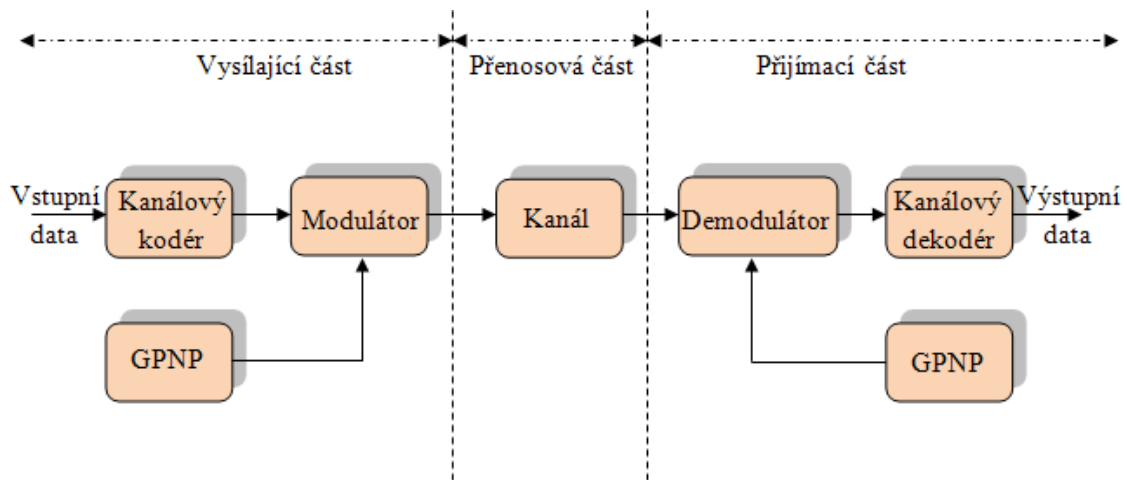 Vysílající část
Přenosová část
Přijímací část
Vstupní
data
Kanálový
kodér
Modulátor
Kanál
Demodulátor
Kanálový
dekodér
Výstupní
data
GPNP
GPNP